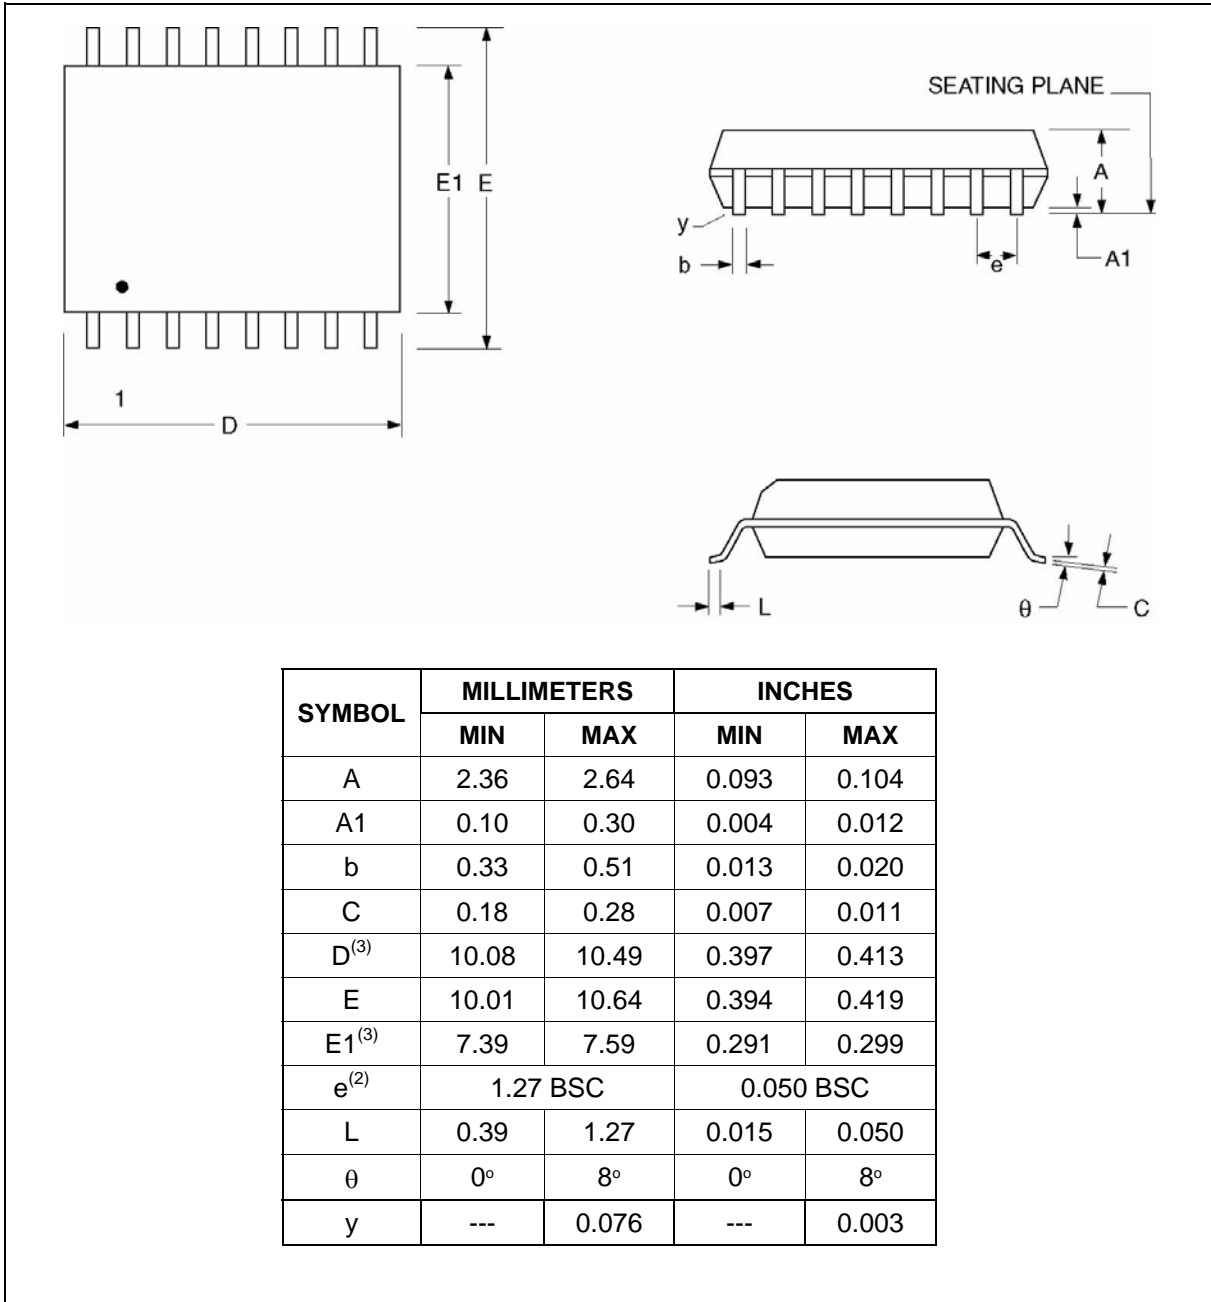 SEATING PLANE
E1 E
A
y
b
e
A1
1
D
L
θ
C
SYMBOL MILLIMETERS INCHES
MIN MAX MIN MAX
A 2.36 2.64 0.093 0.104
A1 0.10 0.30 0.004 0.012
b 0.33 0.51 0.013 0.020
C 0.18 0.28 0.007 0.011
D(3) 10.08 10.49 0.397 0.413
E 10.01 10.64 0.394 0.419
E1(3) 7.39 7.59 0.291 0.299
e(2) 1.27 BSC 0.050 BSC
L 0.39 1.27 0.015 0.050
θ 0o 8o 0o 8o
y --- 0.076 --- 0.003